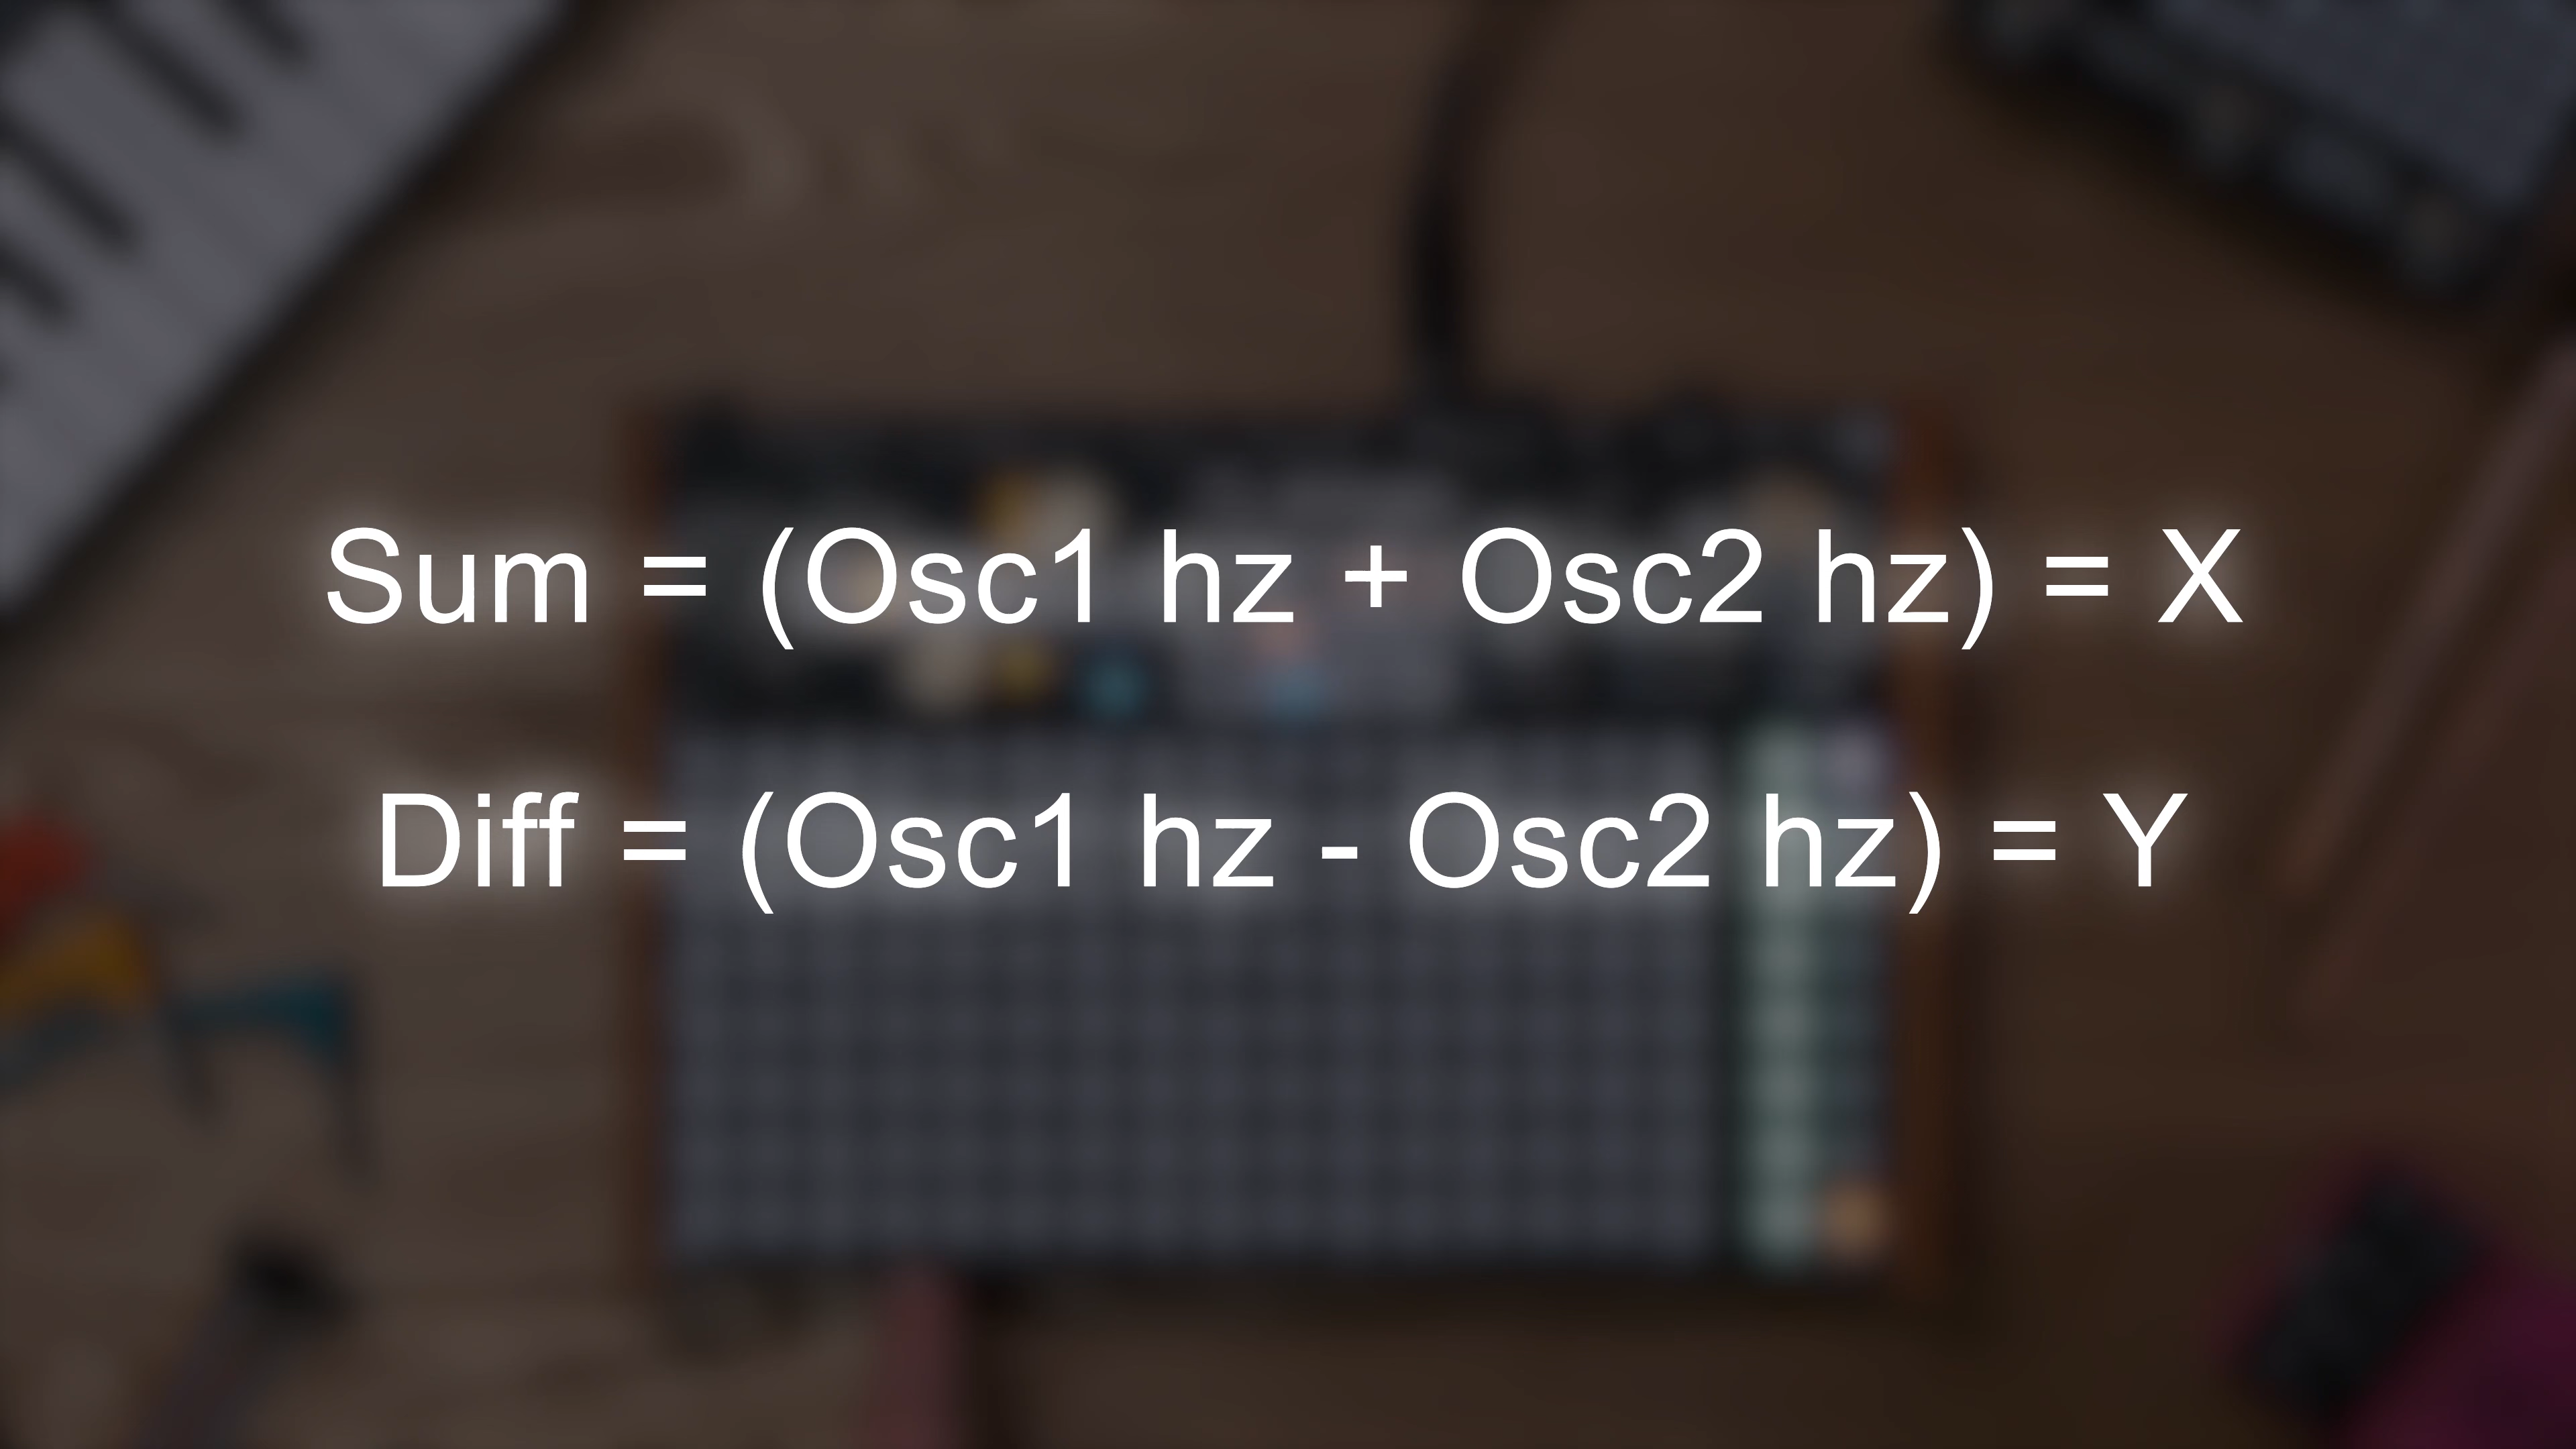 Sum = (Osc1 hz + Osc2 hz) = X
Diff = (Osc1 hz - Osc2 hz) = Y